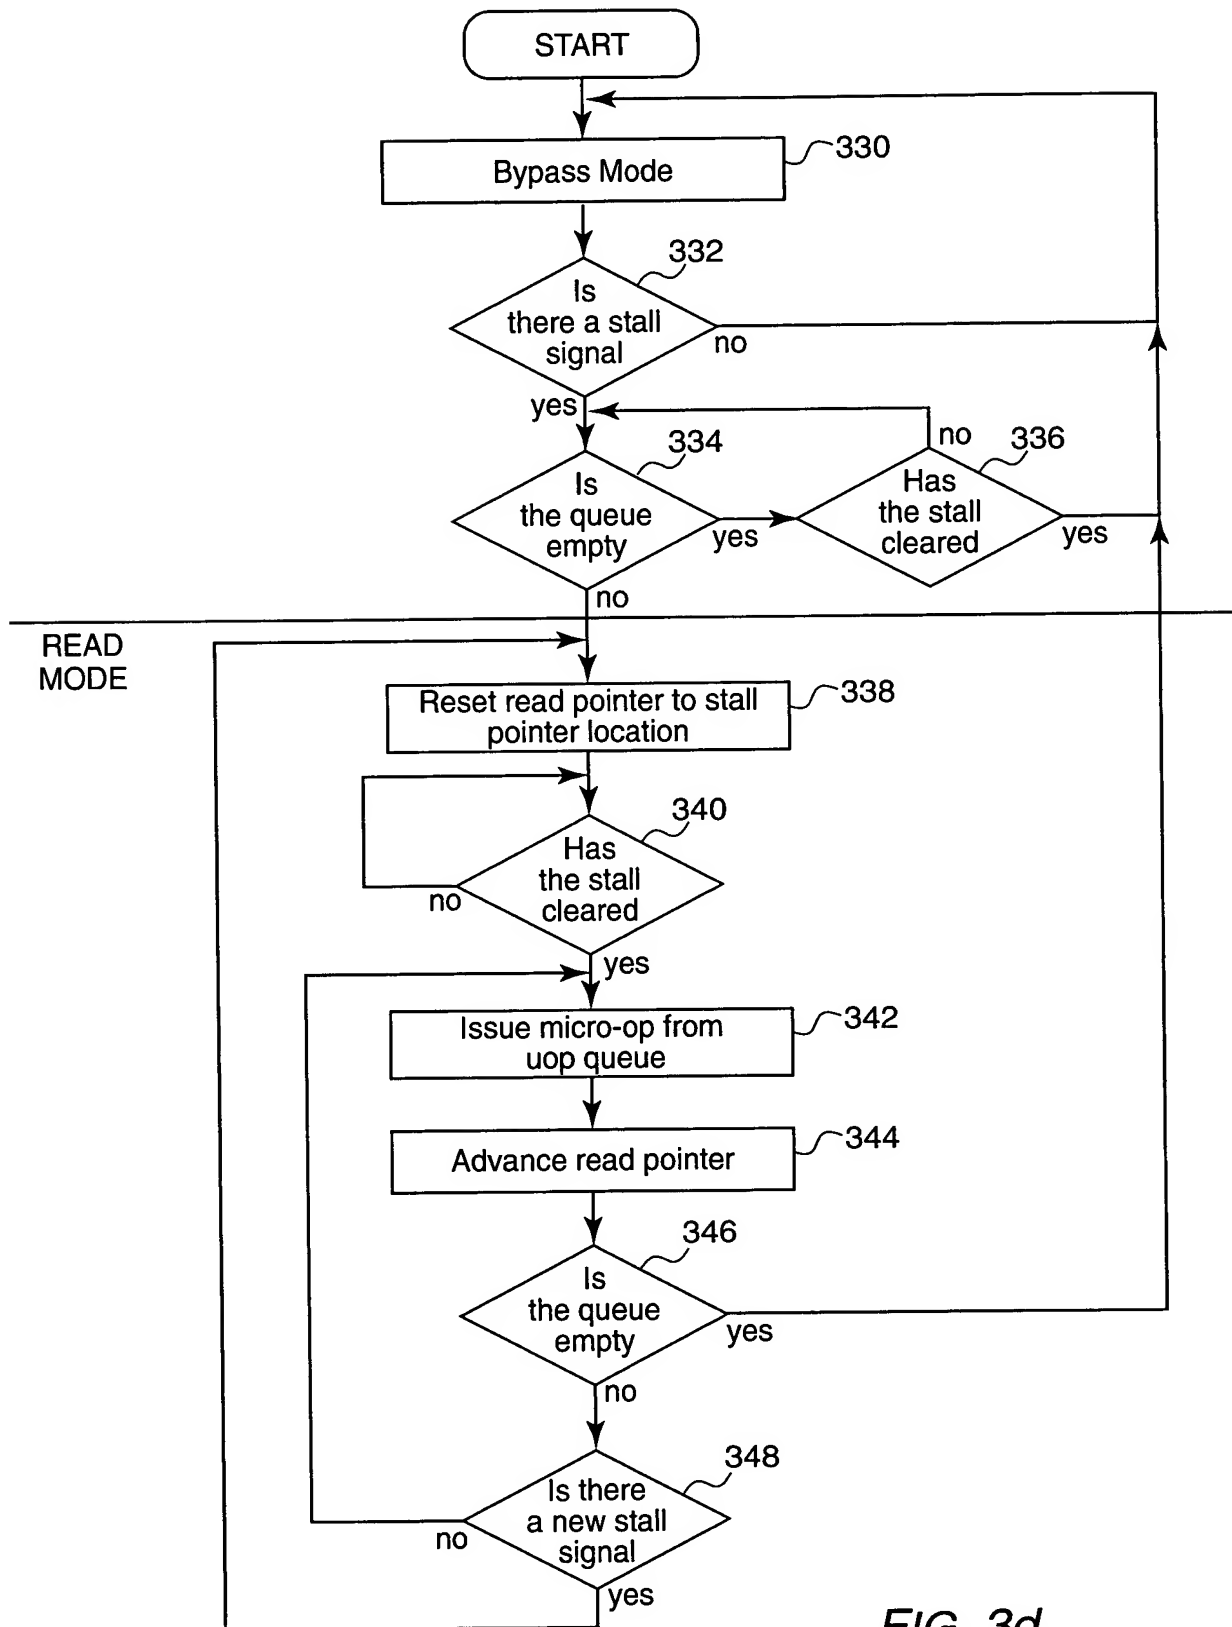 START
330
Bypass Mode
332
Is
there a stall
signal
no
yes
334
no
336
Is
the queue
empty
yes
Has
the stall
cleared
yes
no
READ
MODE
338
Reset read pointer to stall
pointer location
340
Has
the stall
cleared
no
yes
342
Issue micro-op from
uop queue
344
Advance read pointer
346
Is
the queue
empty
yes
no
348
Is there
a new stall
signal
no
yes
FIG. 3d